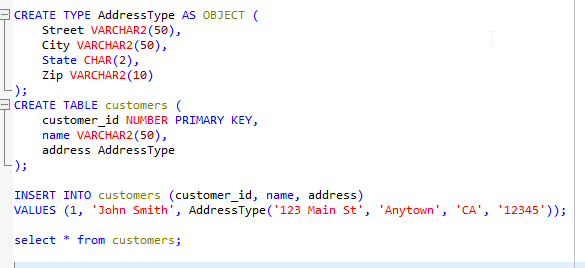 CREATE TYPE AddressType AS OBJECT (
    Street VARCHAR2(50),
    City VARCHAR2(50),
    State CHAR(2),
    Zip VARCHAR2(10)
);
CREATE TABLE customers (
    customer_id NUMBER PRIMARY KEY,
    name VARCHAR2(50),
    address AddressType
);

INSERT INTO customers (customer_id, name, address)
VALUES (1, 'John Smith', AddressType('123 Main St', 'Anytown', 'CA', '12345'));

select * from customers;